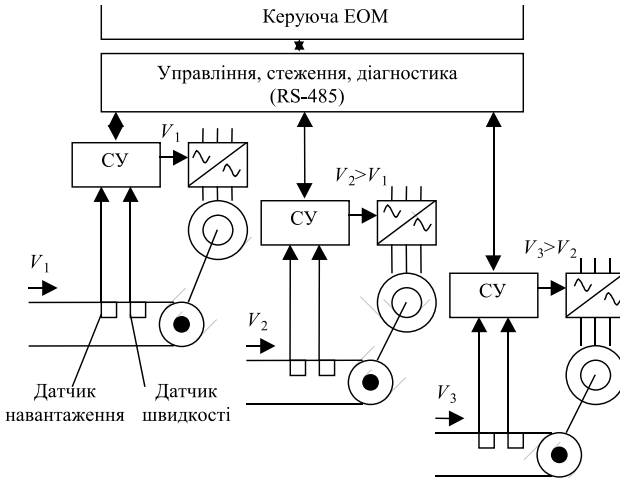 Керуюча ЕОМ
Управління, стеження, діагностика
(RS-485)
V1
СУ
V2>V1
СУ
V3>V2
СУ
V1
V2
V3
Датчик
навантаження
Датчик
швидкості